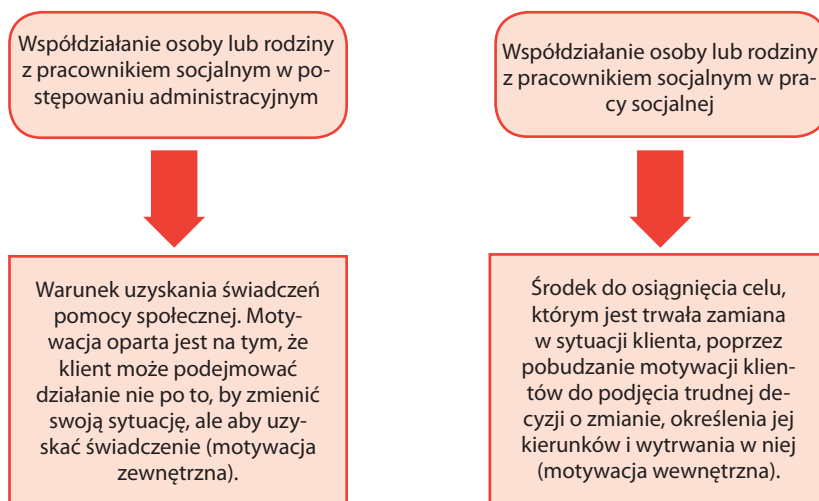 Współdziałanie osoby lub rodziny
z pracownikiem socjalnym w po-
stępowaniu administracyjnym
Warunek uzyskania świadczeń
pomocy społecznej. Moty-
wacja oparta jest na tym, że
klient może podejmować
działanie nie po to, by zmienić
swoją sytuację, ale aby uzy-
skać świadczenie (motywacja
zewnętrzna).
Współdziałanie osoby lub rodziny
z pracownikiem socjalnym w pra-
cy socjalnej
Środek do osiągnięcia celu,
którym jest trwała zamiana
w sytuacji klienta, poprzez
pobudzanie motywacji klien-
tów do podjęcia trudnej de-
cyzji o zmianie, określenia jej
kierunków i wytrwania w niej
(motywacja wewnętrzna).